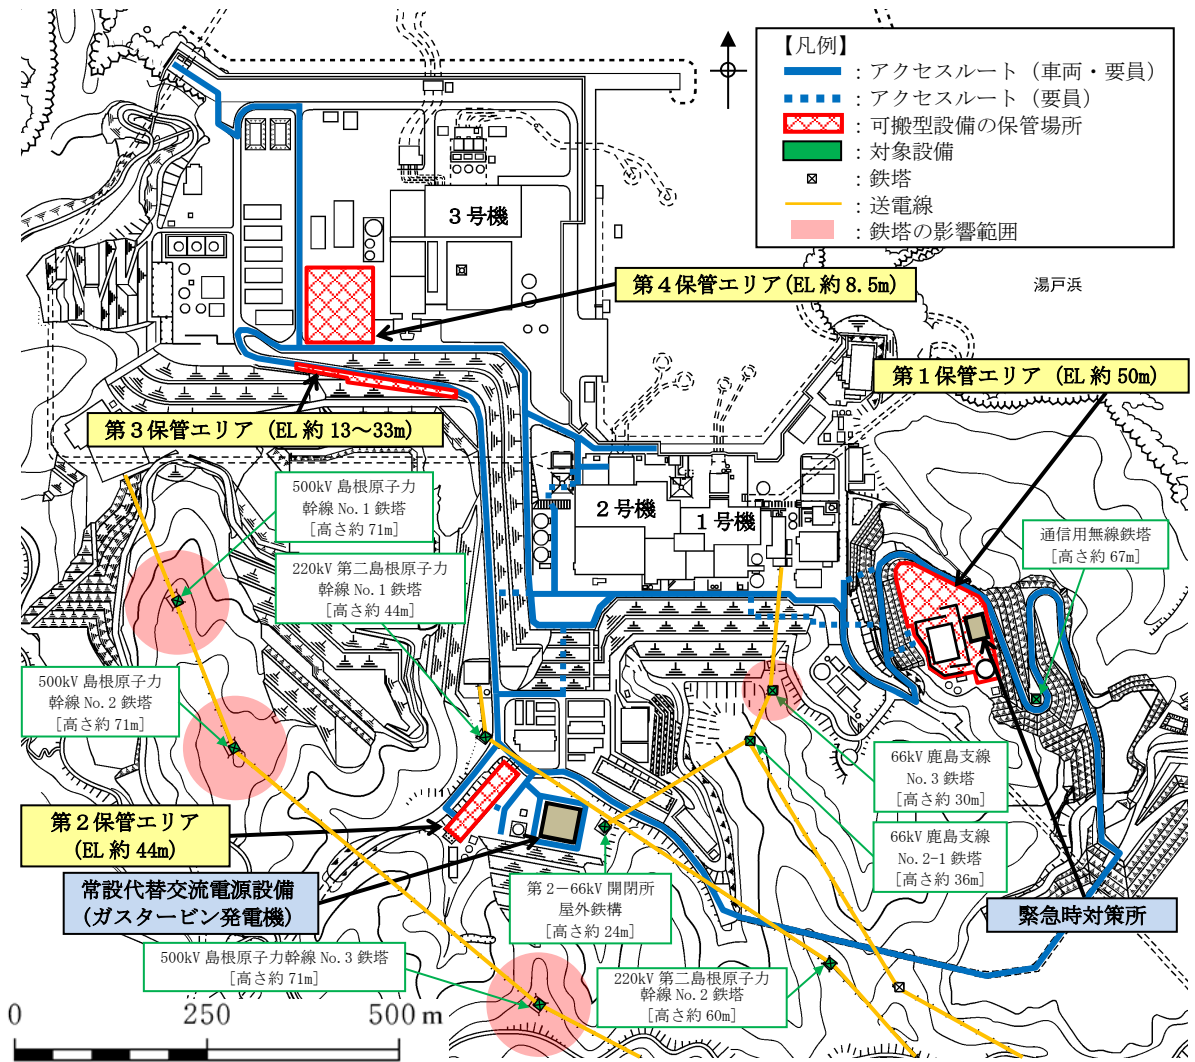 【凡例】
：アクセスルート（車両・要員）
：アクセスルート（要員）
：可搬型設備の保管場所
：対象設備
：鉄塔
：送電線
：鉄塔の影響範囲
３号機
第４保管エリア(EL 約 8.5m)
湯戸浜
第１保管エリア（EL 約 50m）
第３保管エリア（EL 約 13～33m）
500kV 島根原子力
幹線 No.１鉄塔
[高さ約 71m]
２号機
１号機
通信用無線鉄塔
[高さ約 67m]
220kV 第二島根原子力
幹線 No.１鉄塔
[高さ約 44m]
500kV 島根原子力
幹線 No.２鉄塔
[高さ約 71m]
66kV 鹿島支線
No.３鉄塔
[高さ約 30m]
第２保管エリア
(EL 約 44m)
66kV 鹿島支線
No.2-1 鉄塔
[高さ約 36m]
常設代替交流電源設備
(ガスタービン発電機)
第２－66kV 開閉所
屋外鉄構
[高さ約 24m]
緊急時対策所
500kV 島根原子力幹線 No.３鉄塔
[高さ約 71m]
220kV 第二島根原子力
幹線 No.２鉄塔
[高さ約 60m]
0 250 500 m